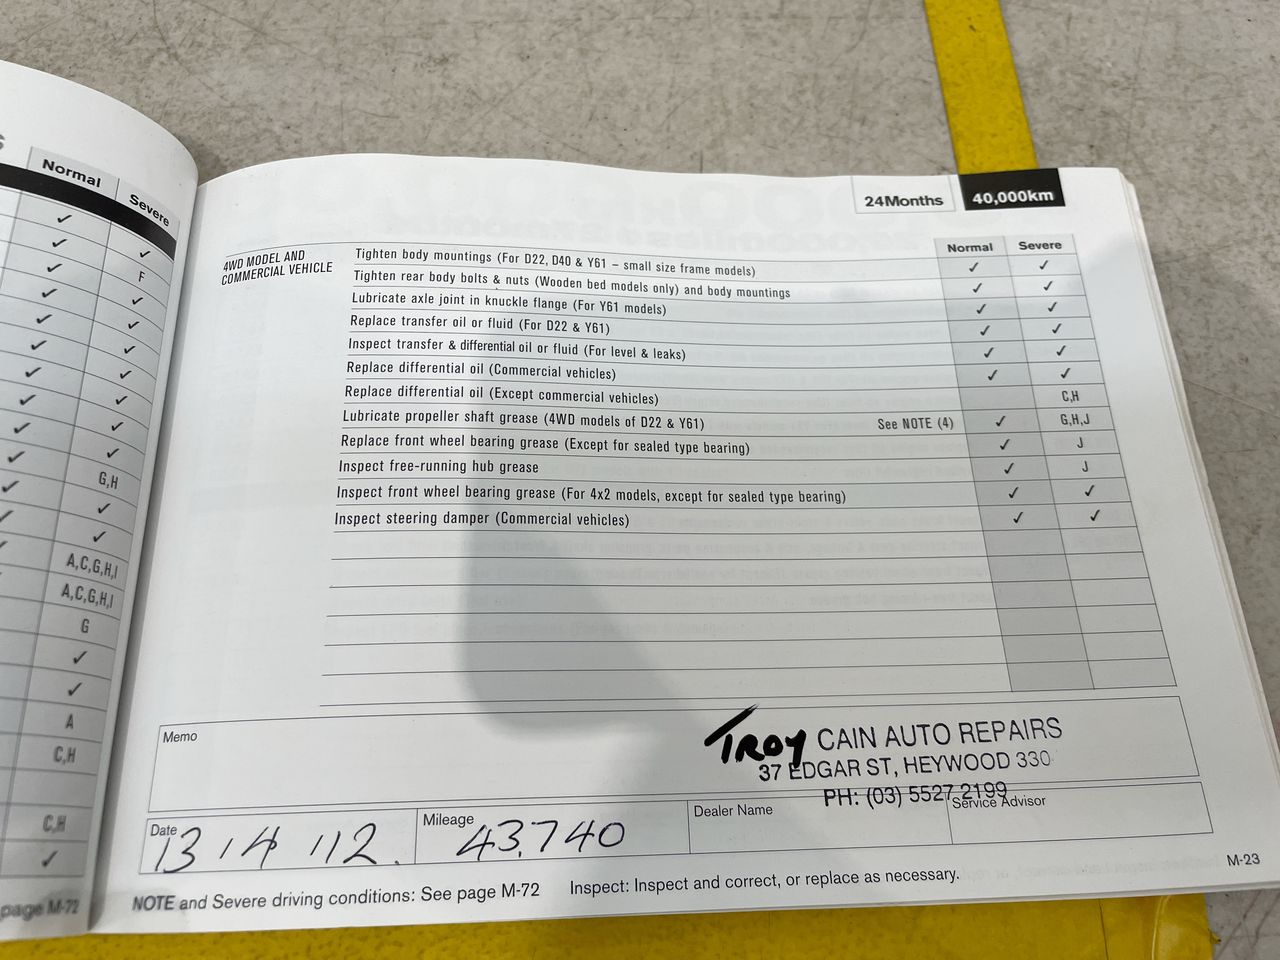 Normal
Severe
✓
✓ ✓
✓ F
✓ ✓
✓ ✓
✓ ✓
✓ ✓
✓ ✓
✓ ✓
✓ ✓
✓ G,H
✓ ✓
✓ ✓
A,C,G,H,I
A,C,G,H,I
G
✓
✓
A
C,H
C,H
✓
page M-72
24Months 40,000km
Normal Severe
4WD MODEL AND
COMMERCIAL VEHICLE
Tighten body mountings (For D22, D40 & Y61 – small size frame models) ✓ ✓
Tighten rear body bolts & nuts (Wooden bed models only) and body mountings ✓ ✓
Lubricate axle joint in knuckle flange (For Y61 models) ✓ ✓
Replace transfer oil or fluid (For D22 & Y61) ✓ ✓
Inspect transfer & differential oil or fluid (For level & leaks) ✓ ✓
Replace differential oil (Commercial vehicles) ✓ ✓
Replace differential oil (Except commercial vehicles) C,H
Lubricate propeller shaft grease (4WD models of D22 & Y61) See NOTE (4) ✓ G,H,J
Replace front wheel bearing grease (Except for sealed type bearing) ✓ J
Inspect free-running hub grease ✓ J
Inspect front wheel bearing grease (For 4x2 models, except for sealed type bearing) ✓ ✓
Inspect steering damper (Commercial vehicles) ✓ ✓
Memo
TROY CAIN AUTO REPAIRS
37 EDGAR ST, HEYWOOD 330
PH: (03) 5527 2199
Date 13 / 4 / 12. Mileage 43,740 Dealer Name Service Advisor
NOTE and Severe driving conditions: See page M-72 Inspect: Inspect and correct, or replace as necessary.
M-23